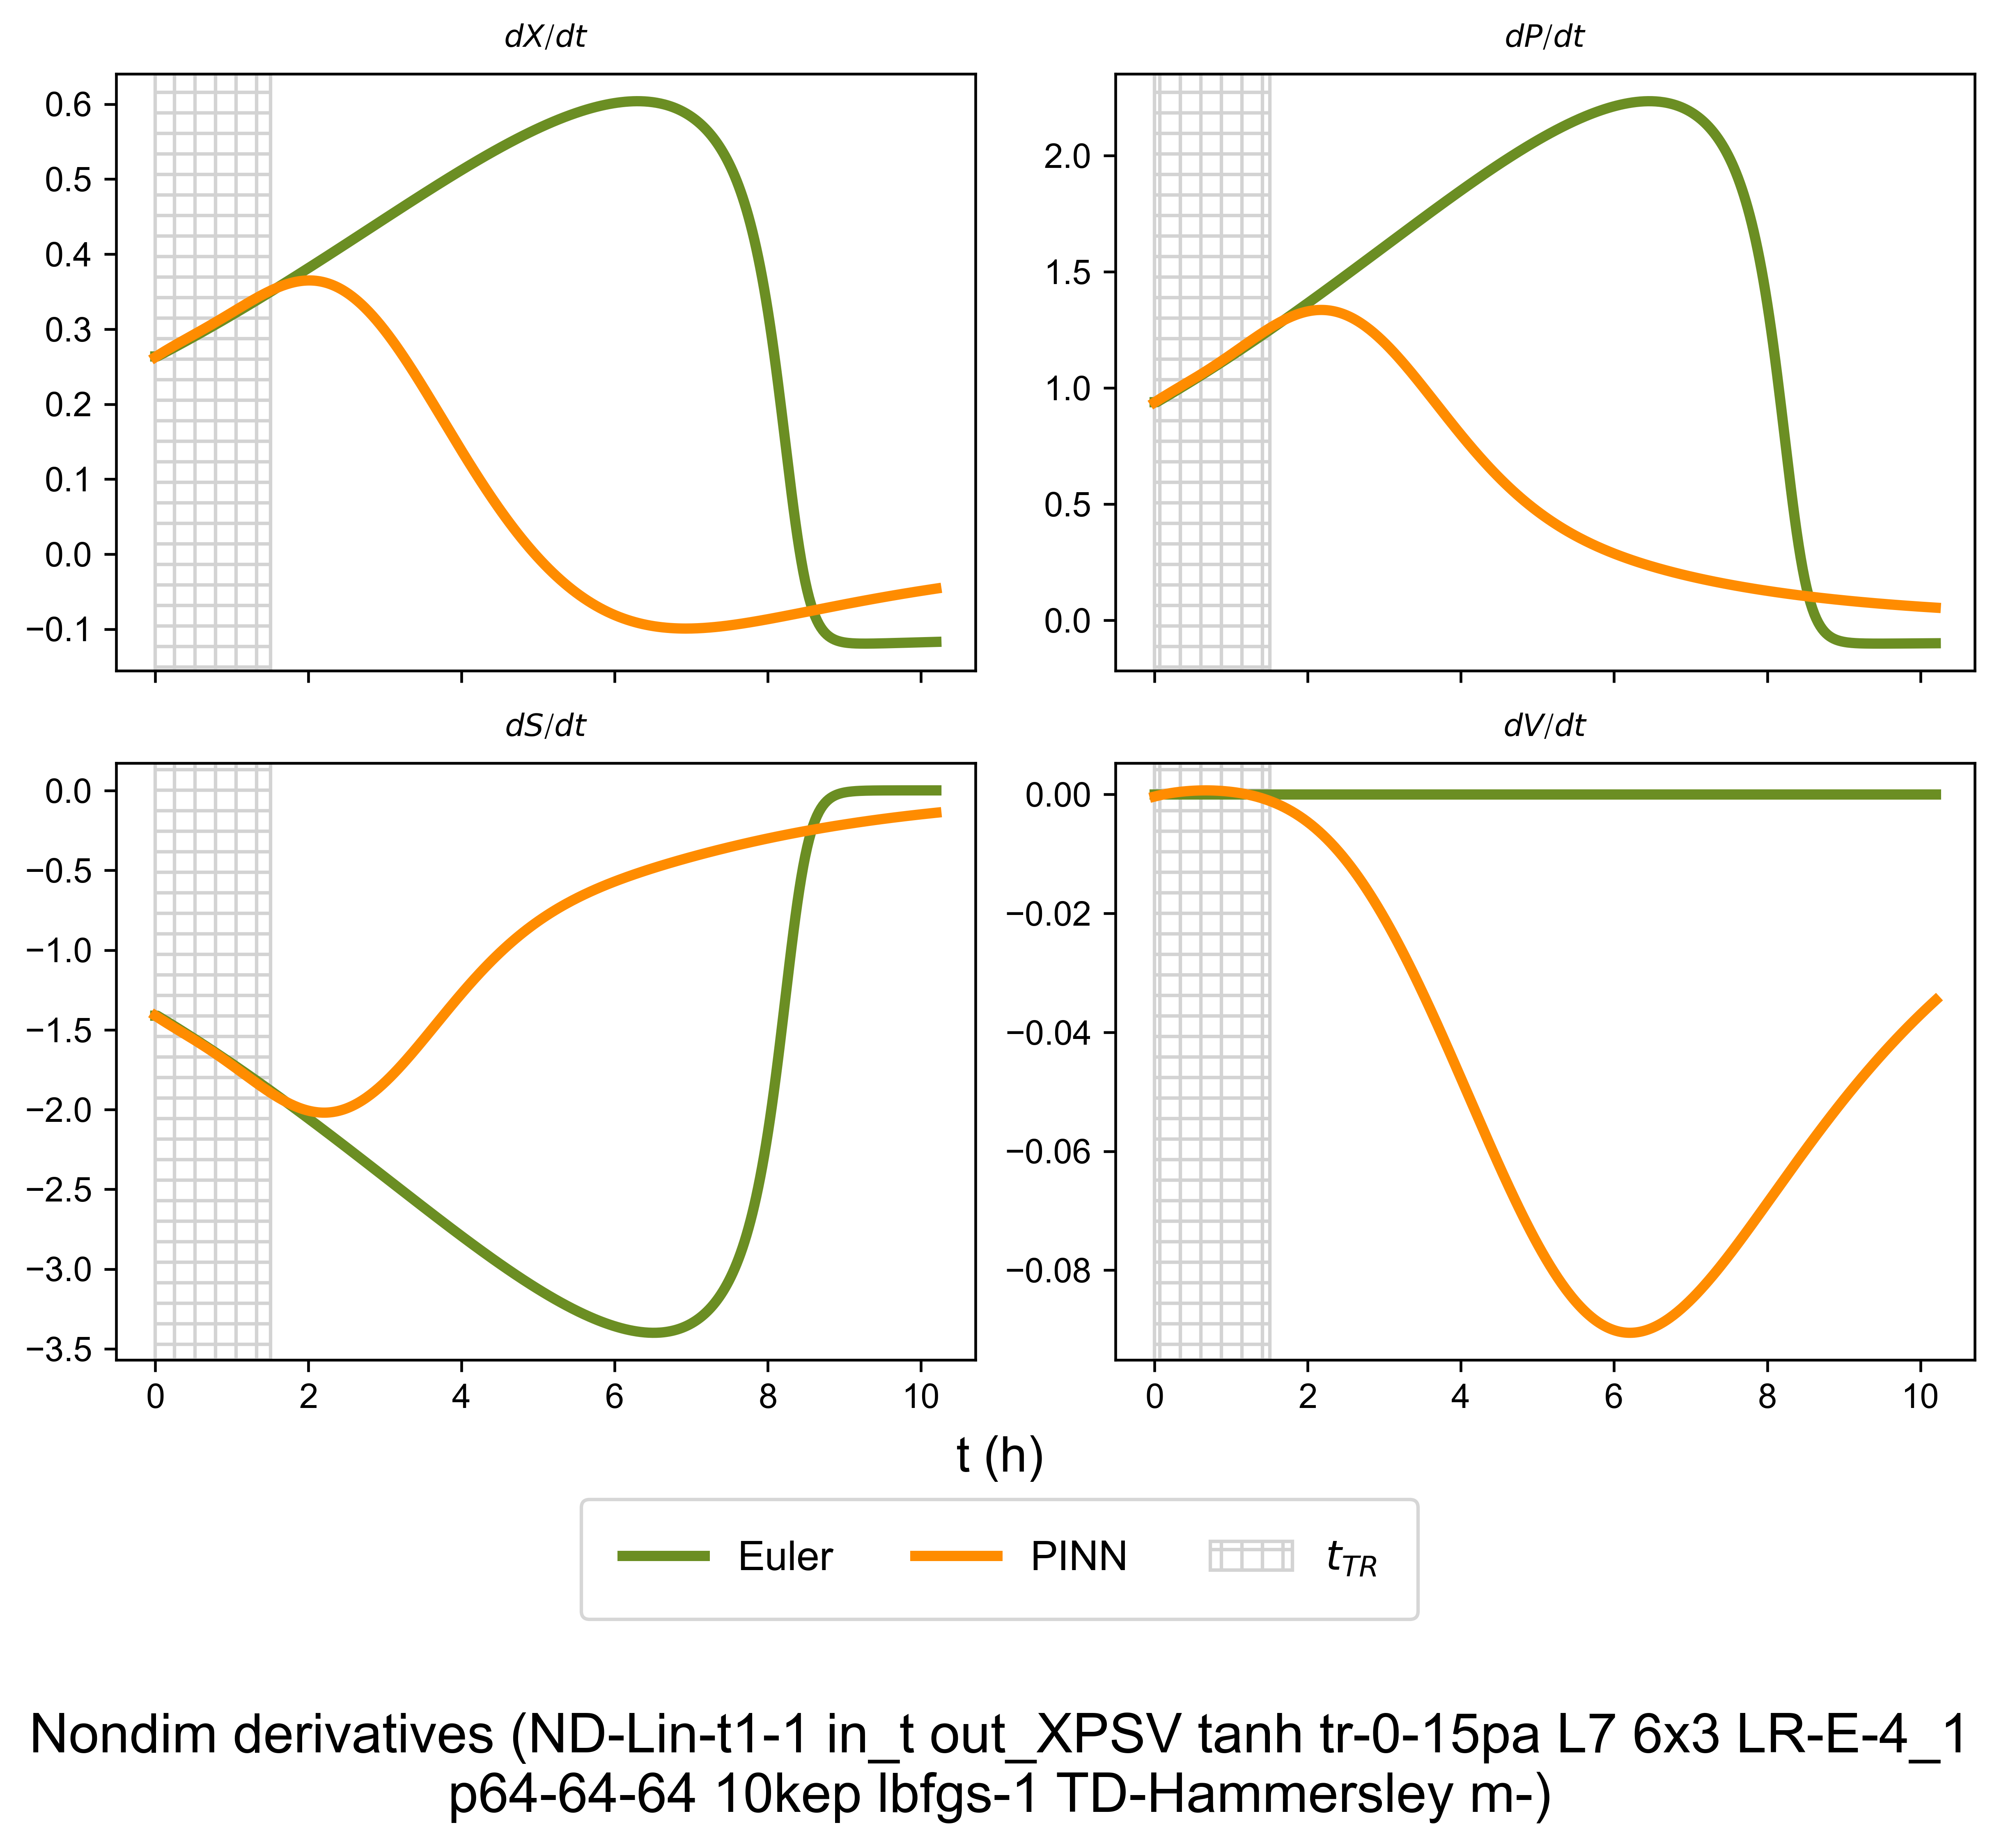 dX/dt
dP/dt
0.6
0.5
0.4
0.3
0.2
0.1
0.0
−0.1
2.0
1.5
1.0
0.5
0.0
dS/dt
dV/dt
0.0
−0.5
−1.0
−1.5
−2.0
−2.5
−3.0
−3.5
0.00
−0.02
−0.04
−0.06
−0.08
0 2 4 6 8 10
0 2 4 6 8 10
t (h)
Euler PINN t_TR
Nondim derivatives (ND-Lin-t1-1 in_t out_XPSV tanh tr-0-15pa L7 6x3 LR-E-4_1
p64-64-64 10kep lbfgs-1 TD-Hammersley m-)